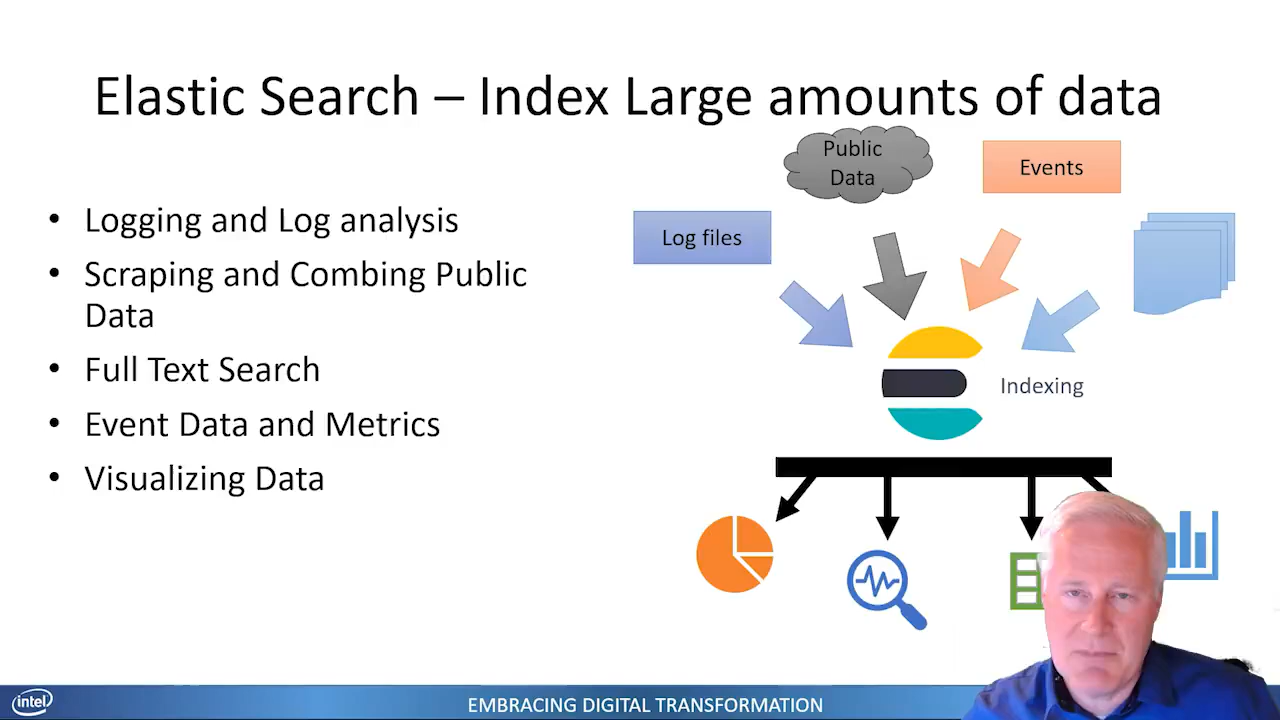 Elastic Search – Index Large amounts of data
• Logging and Log analysis
• Scraping and Combing Public
Data
• Full Text Search
• Event Data and Metrics
• Visualizing Data
Public
Data
Events
Log files
Indexing
intel
EMBRACING DIGITAL TRANSFORMATION